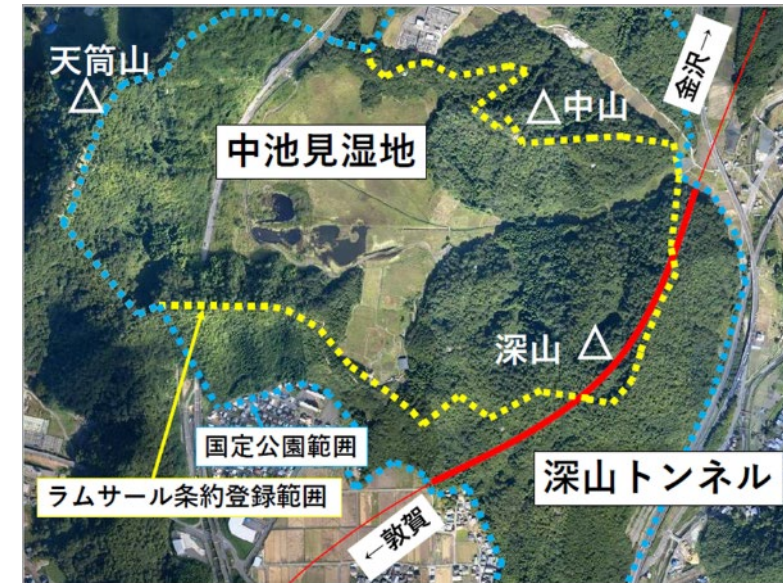 天筒山
中池見湿地
中山
金沢→
深山
国定公園範囲
ラムサール条約登録範囲
深山トンネル
←敦賀